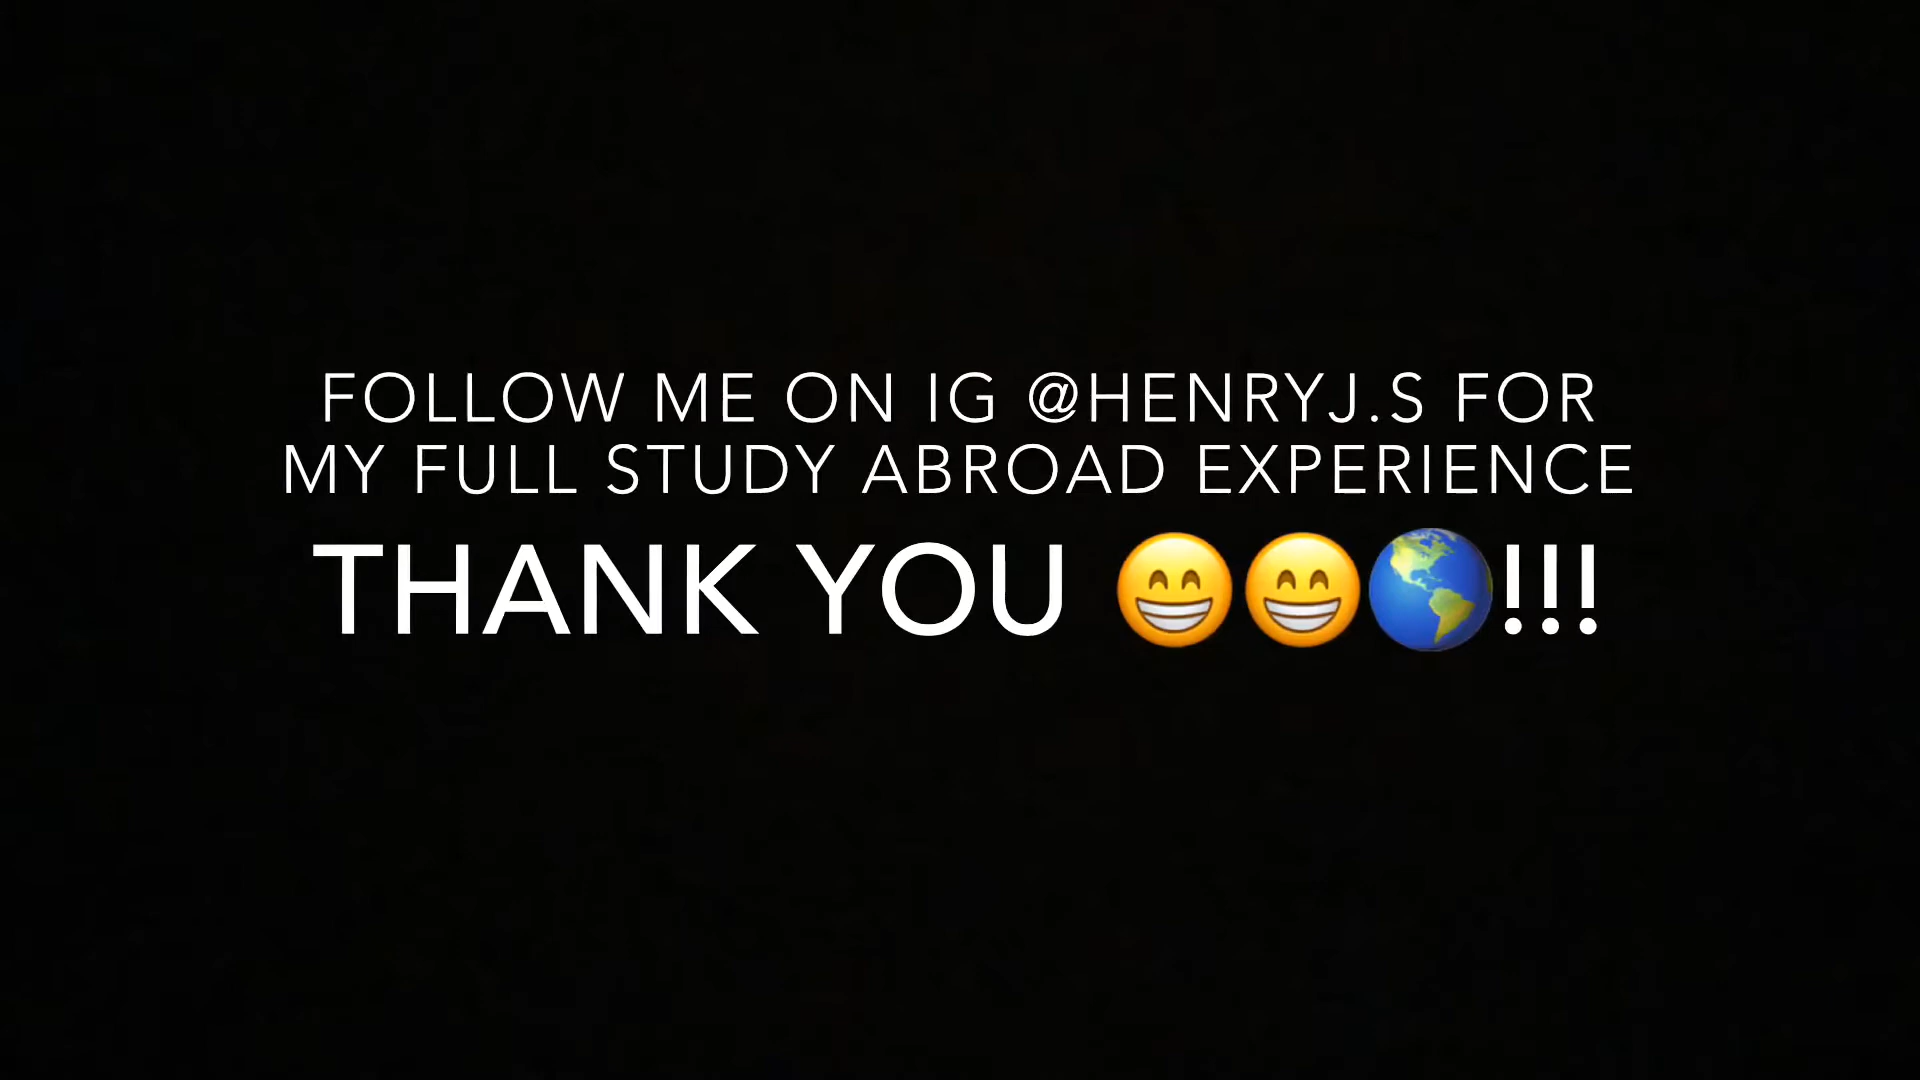 FOLLOW ME ON IG @HENRYJ.S FOR
MY FULL STUDY ABROAD EXPERIENCE
THANK YOU 😁😁🌎!!!